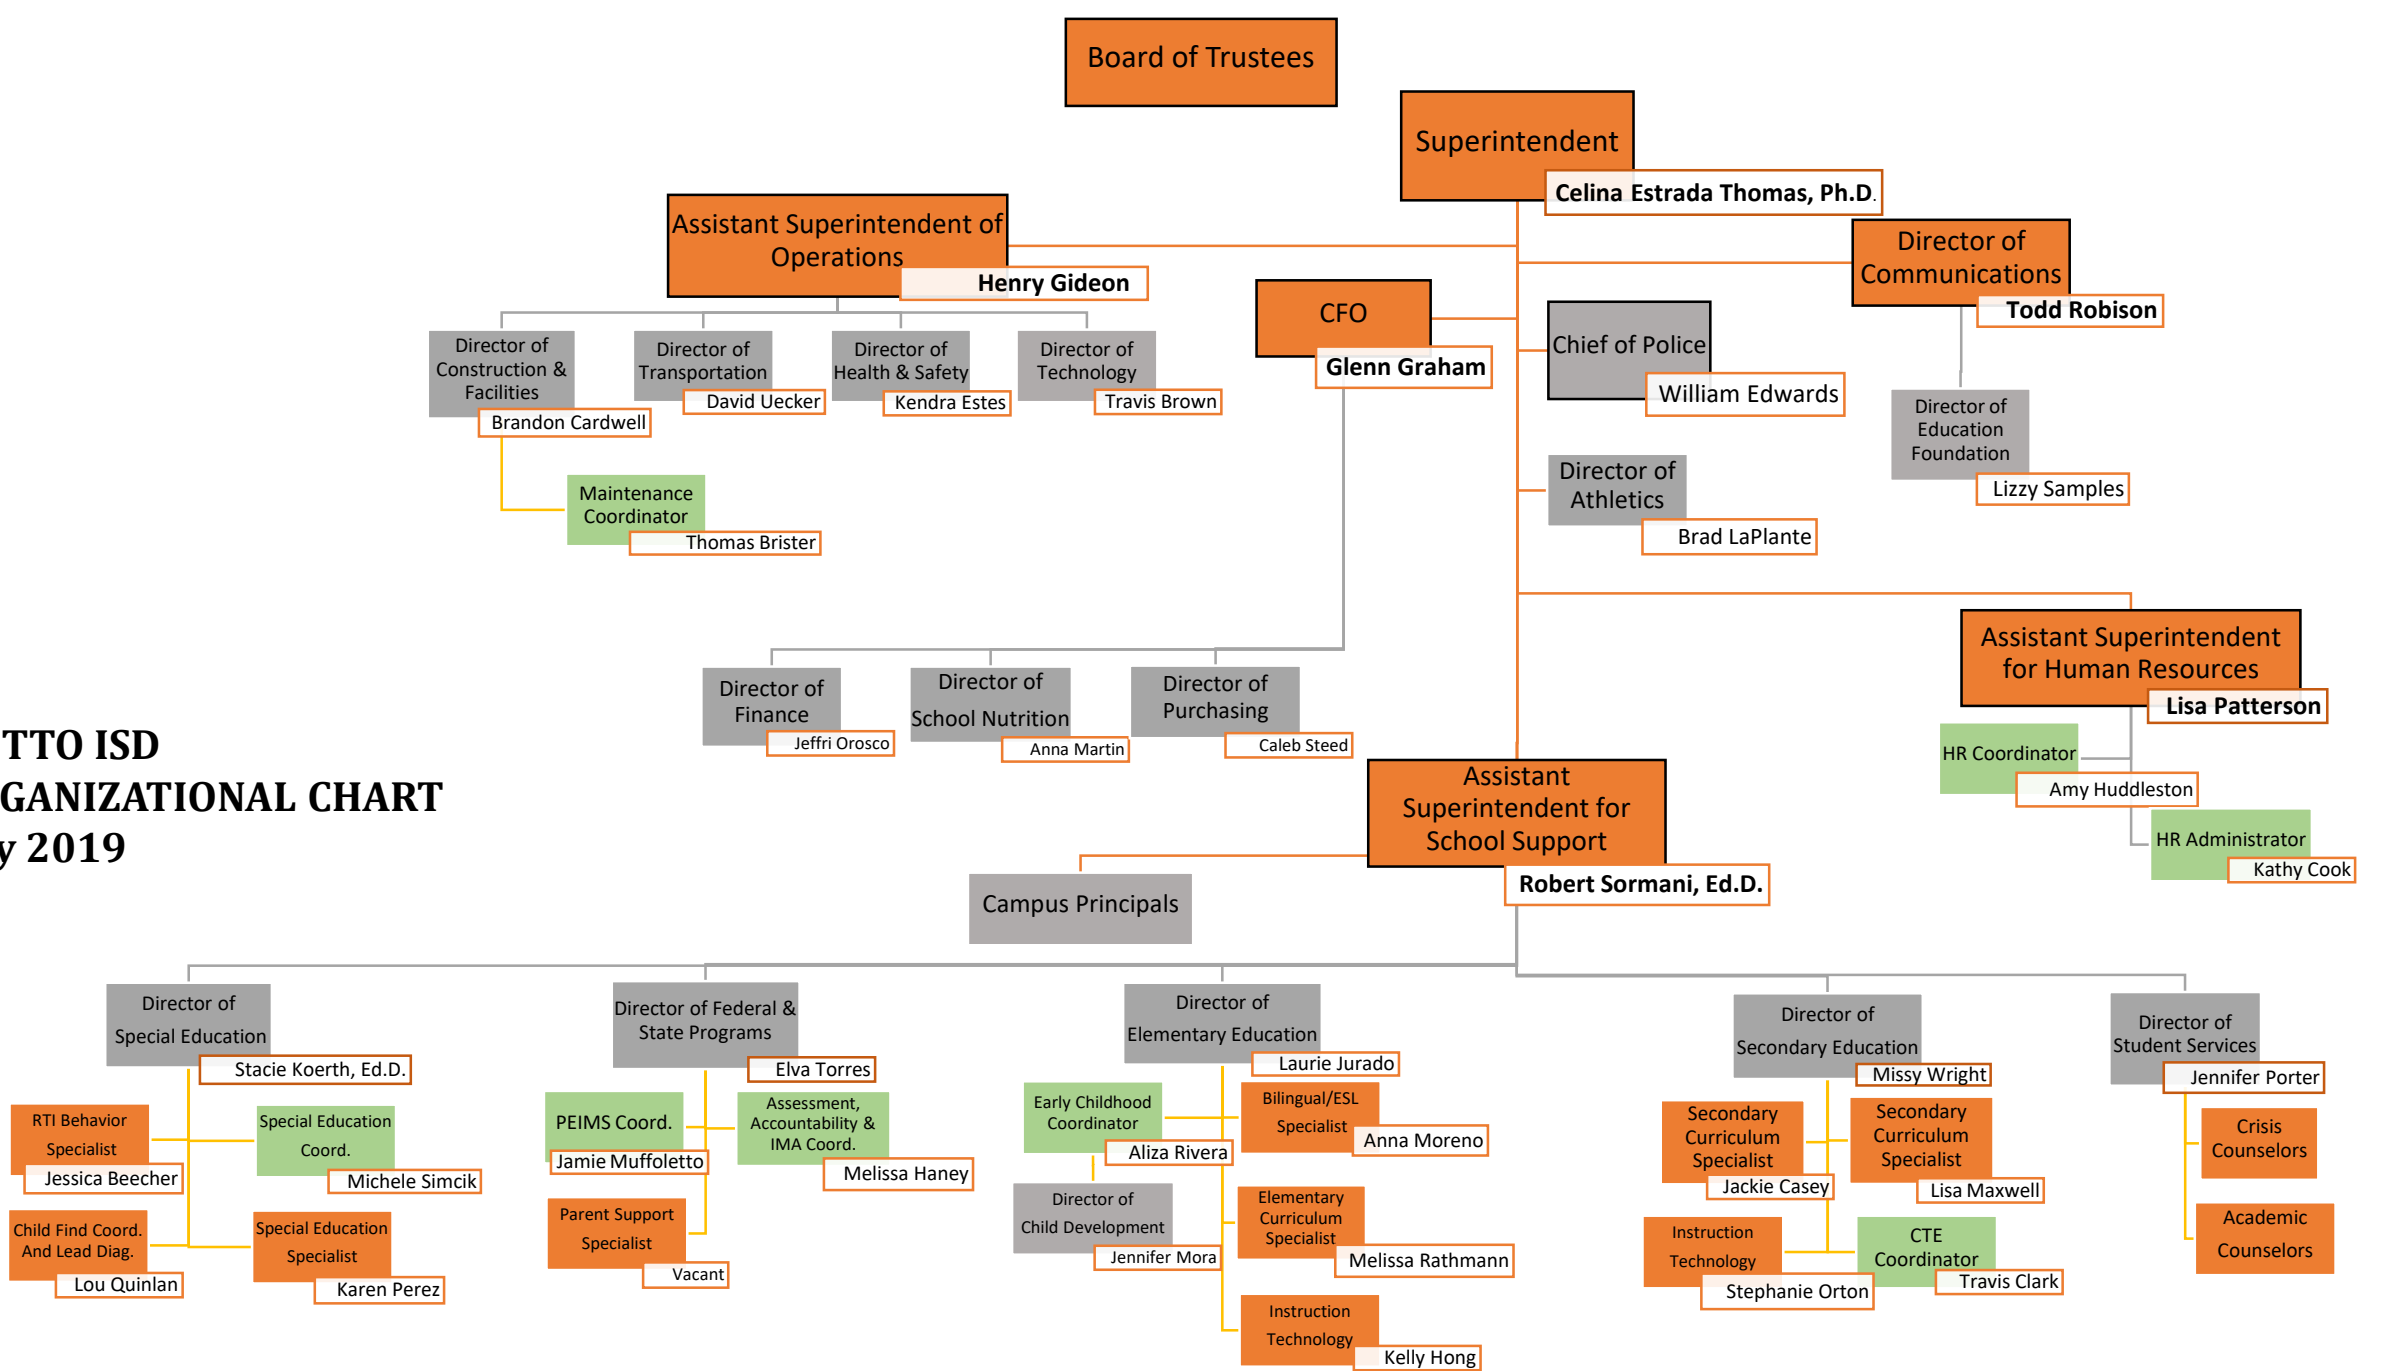 Board of Trustees
Superintendent
Celina Estrada Thomas, Ph.D.
Assistant Superintendent of
Operations
Henry Gideon
Director of
Communications
Todd Robison
CFO
Glenn Graham
Chief of Police
William Edwards
Director of
Construction &
Facilities
Brandon Cardwell
Director of
Transportation
David Uecker
Director of
Health & Safety
Kendra Estes
Director of
Technology
Travis Brown
Director of
Education
Foundation
Lizzy Samples
Director of
Athletics
Brad LaPlante
Maintenance
Coordinator
Thomas Brister
Assistant Superintendent
for Human Resources
Lisa Patterson
Director of
Finance
Jeffri Orosco
Director of
School Nutrition
Anna Martin
Director of
Purchasing
Caleb Steed
HR Coordinator
Amy Huddleston
HR Administrator
Kathy Cook
TTO ISD
GANIZATIONAL CHART
y 2019
Assistant
Superintendent for
School Support
Robert Sormani, Ed.D.
Campus Principals
Director of
Special Education
Stacie Koerth, Ed.D.
Director of Federal &
State Programs
Elva Torres
Director of
Elementary Education
Laurie Jurado
Director of
Secondary Education
Missy Wright
Director of
Student Services
Jennifer Porter
RTI Behavior
Specialist
Jessica Beecher
Special Education
Coord.
Michele Simcik
Child Find Coord.
And Lead Diag.
Lou Quinlan
Special Education
Specialist
Karen Perez
PEIMS Coord.
Jamie Muffoletto
Assessment,
Accountability &
IMA Coord.
Melissa Haney
Parent Support
Specialist
Vacant
Early Childhood
Coordinator
Aliza Rivera
Bilingual/ESL
Specialist
Anna Moreno
Director of
Child Development
Jennifer Mora
Elementary
Curriculum
Specialist
Melissa Rathmann
Instruction
Technology
Kelly Hong
Secondary
Curriculum
Specialist
Jackie Casey
Secondary
Curriculum
Specialist
Lisa Maxwell
Instruction
Technology
Stephanie Orton
CTE
Coordinator
Travis Clark
Crisis
Counselors
Academic
Counselors